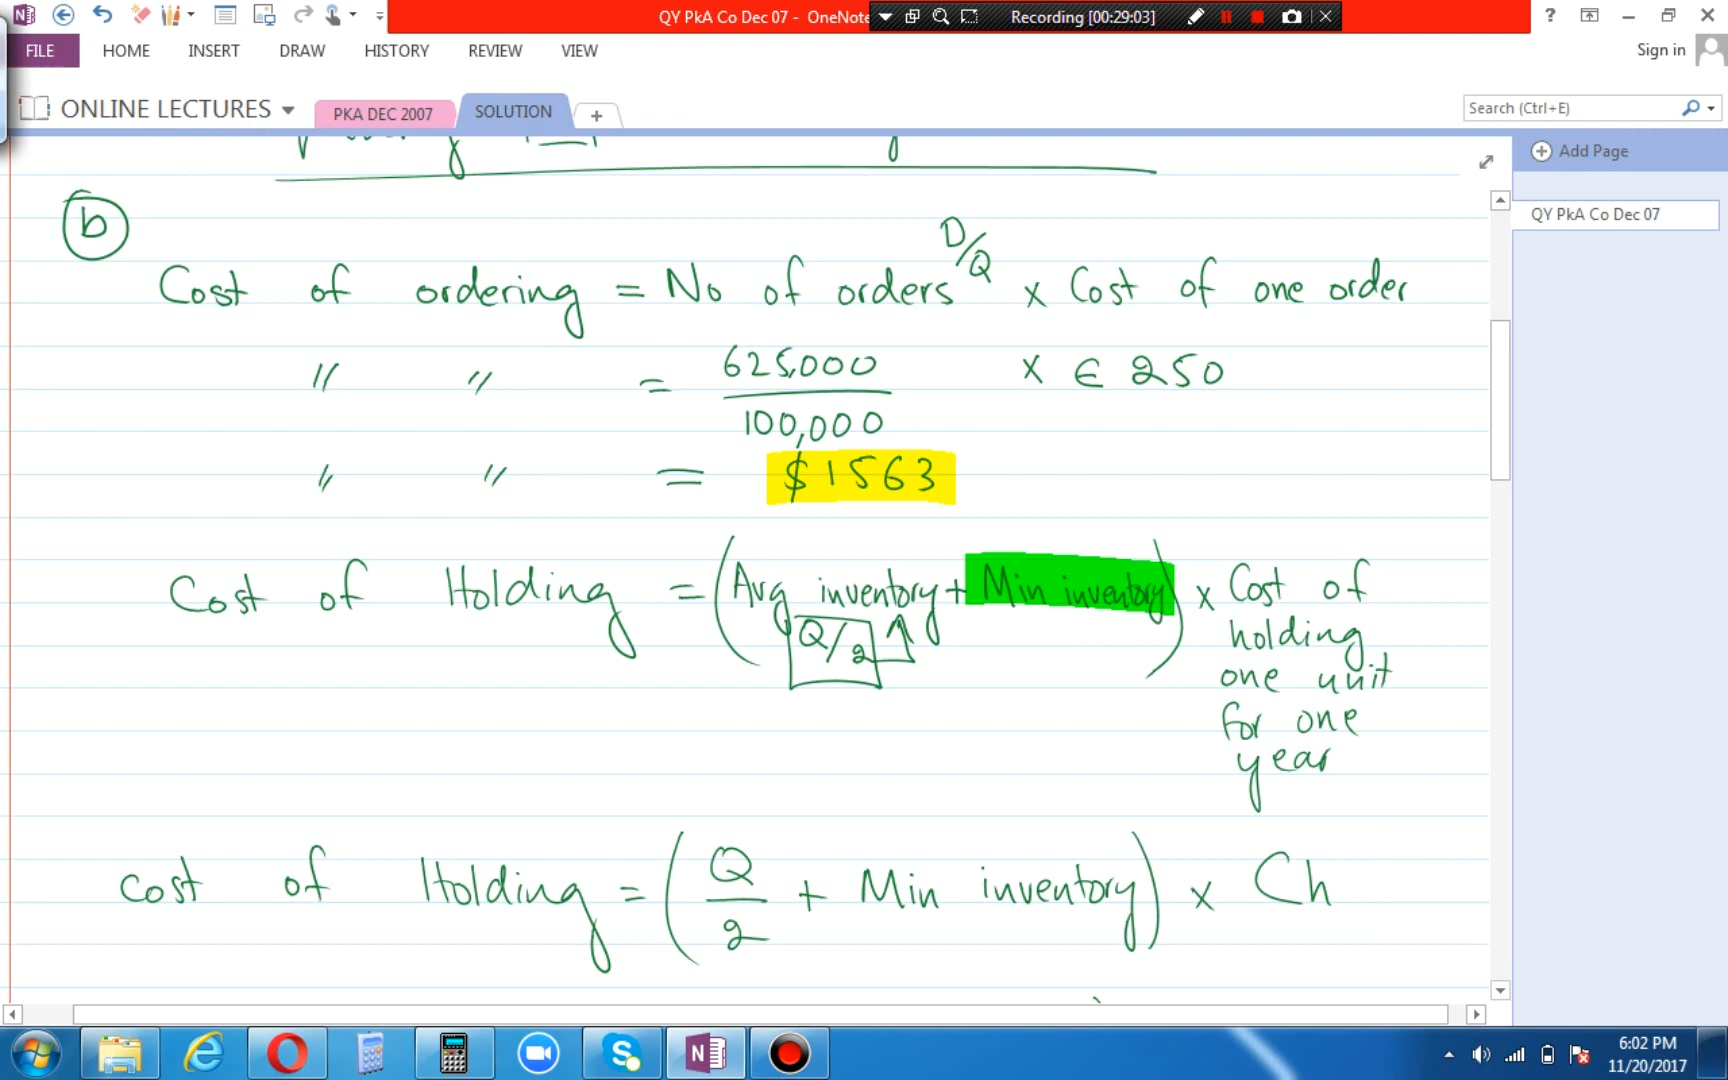 QY PkA Co Dec 07 - OneNote
Recording [00:29:03]
FILE
HOME
INSERT
DRAW
HISTORY
REVIEW
VIEW
Sign in
ONLINE LECTURES
PKA DEC 2007
SOLUTION
Search (Ctrl+E)
Add Page
QY PkA Co Dec 07
b
D/Q
Cost of ordering = No of orders x Cost of one order
〃 〃 = 625,000 x € 250
100,000
〃 〃 = $1563
Cost of Holding = (Avg inventory + Min inventory) x Cost of
Q/2
holding
one unit
for one
year
Cost of Holding = (Q + Min inventory) x Ch
2
6:02 PM
11/20/2017